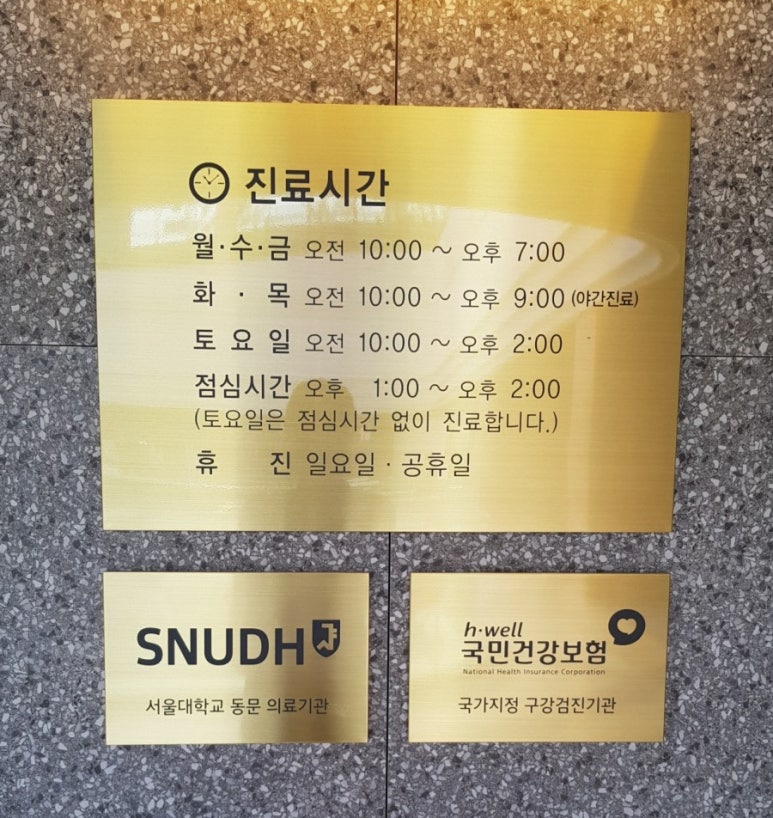 진료시간
월·수·금 오전 10:00 ~ 오후 7:00
화 · 목 오전 10:00 ~ 오후 9:00 (야간진료)
토 요 일 오전 10:00 ~ 오후 2:00
점심시간 오후 1:00 ~ 오후 2:00
(토요일은 점심시간 없이 진료합니다.)
휴 진 일요일 · 공휴일
SNUDH
서울대학교 동문 의료기관
h·well
국민건강보험
National Health Insurance Corporation
국가지정 구강검진기관